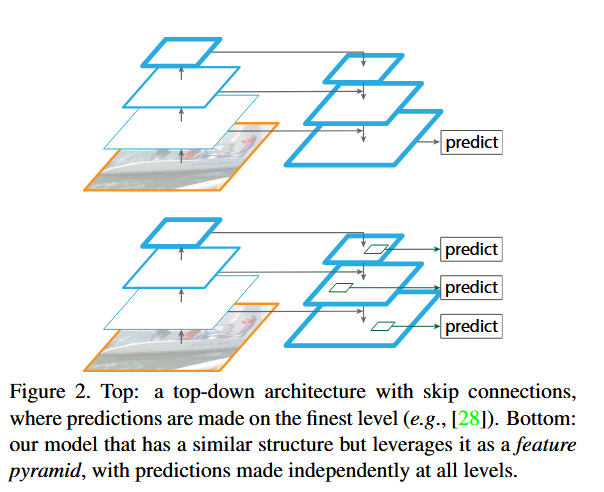 predict
predict
predict
predict
Figure 2. Top: a top-down architecture with skip connections,
where predictions are made on the finest level (e.g., [28]). Bottom:
our model that has a similar structure but leverages it as a feature
pyramid, with predictions made independently at all levels.